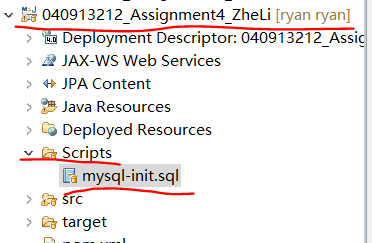 040913212_Assignment4_ZheLi [ryan ryan]
Deployment Descriptor: 040913212_Assig
JAX-WS Web Services
JPA Content
Java Resources
Deployed Resources
Scripts
mysql-init.sql
src
target